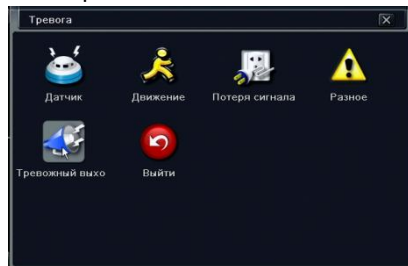 Тревога
Датчик Движение Потеря сигнала Разное
Тревожный выхо Выйти